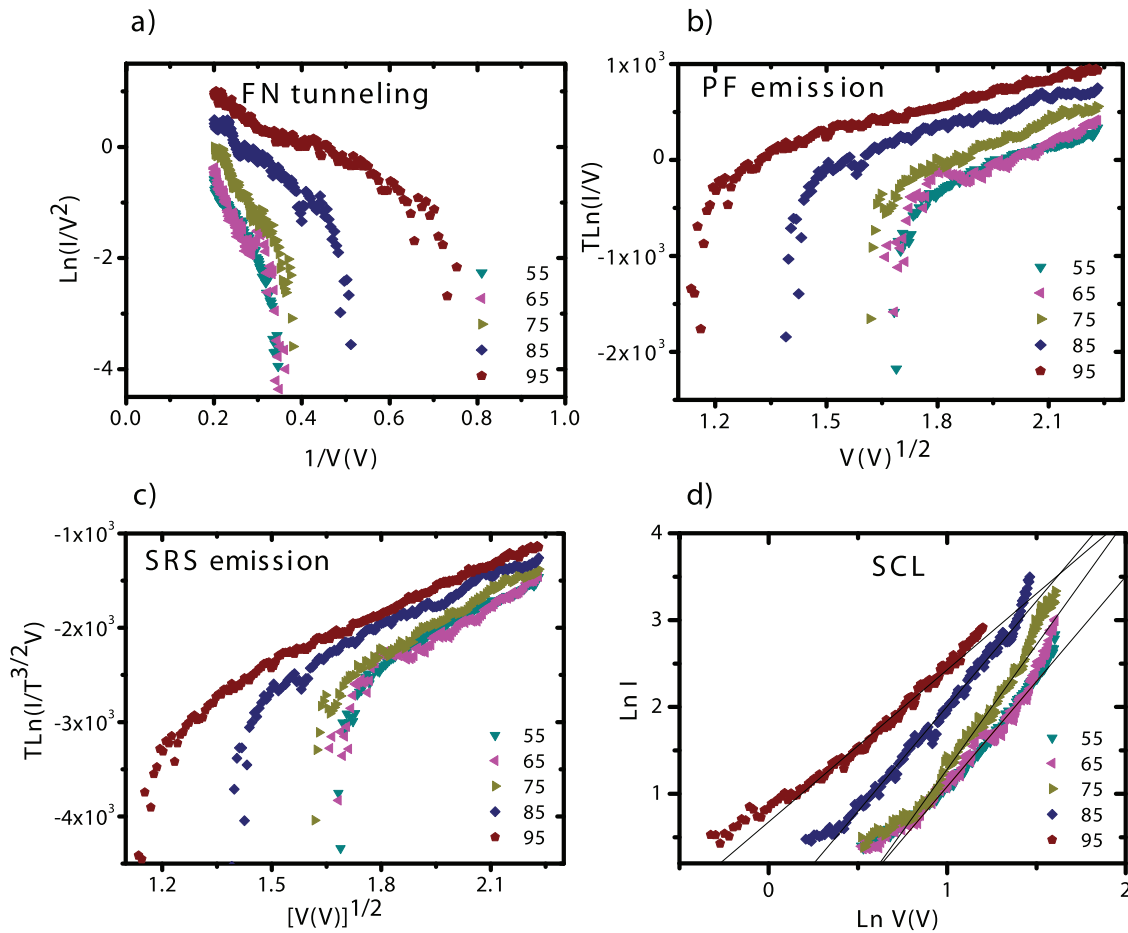 a)
FN tunneling
Ln(I/V²)
1
0
-2
-4
0.0 0.2 0.4 0.6 0.8 1.0
1/V(V)
55
65
75
85
95
b)
PF emission
TLn(I/V)
1x10³
0
-1x10³
-2x10³
1.2 1.5 1.8 2.1
V(V)^1/2
55
65
75
85
95
c)
SRS emission
TLn(I/T^3/2V)
-1x10³
-2x10³
-3x10³
-4x10³
1.2 1.5 1.8 2.1
[V(V)]^1/2
55
65
75
85
95
d)
SCL
Ln I
4
3
2
1
0 1 2
Ln V(V)
55
65
75
85
95